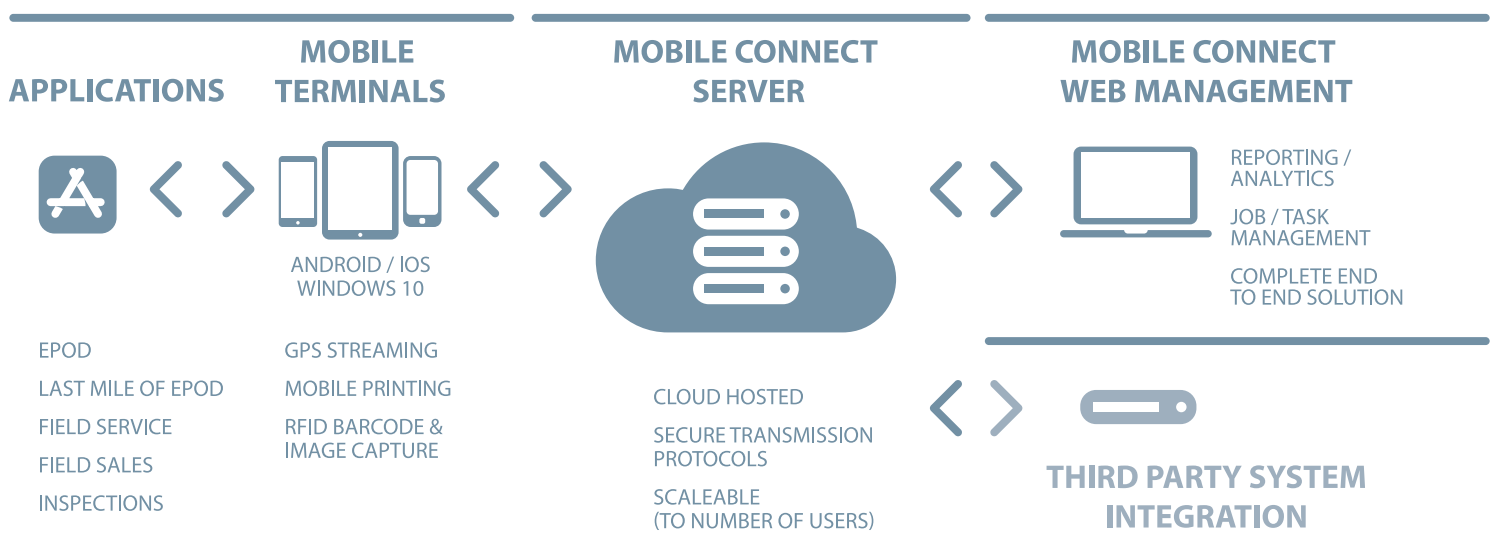 APPLICATIONS
MOBILE
TERMINALS
ANDROID / IOS
WINDOWS 10
EPOD
LAST MILE OF EPOD
FIELD SERVICE
FIELD SALES
INSPECTIONS
GPS STREAMING
MOBILE PRINTING
RFID BARCODE &
IMAGE CAPTURE
MOBILE CONNECT
SERVER
CLOUD HOSTED
SECURE TRANSMISSION
PROTOCOLS
SCALEABLE
(TO NUMBER OF USERS)
MOBILE CONNECT
WEB MANAGEMENT
REPORTING /
ANALYTICS
JOB / TASK
MANAGEMENT
COMPLETE END
TO END SOLUTION
THIRD PARTY SYSTEM
INTEGRATION